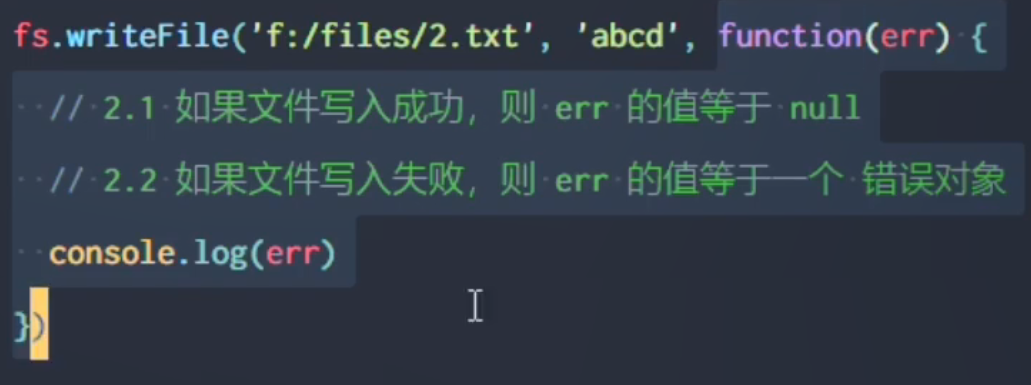 fs.writeFile('f:/files/2.txt', 'abcd', function(err) {
// 2.1 如果文件写入成功，则 err 的值等于 null
// 2.2 如果文件写入失败，则 err 的值等于一个 错误对象
console.log(err)
})